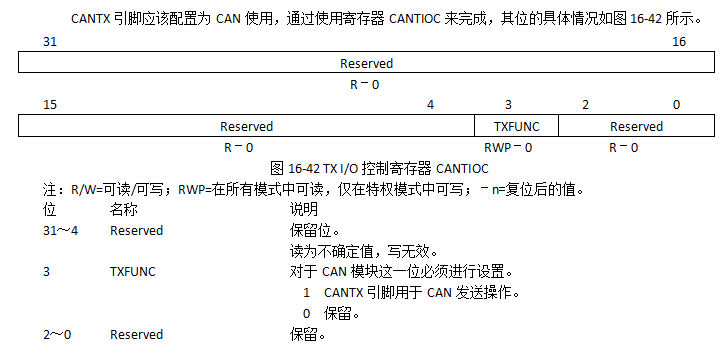 CANTX 引脚应该配置为 CAN 使用，通过使用寄存器 CANTIOC 来完成，其位的具体情况如图 16-42 所示。
31 16
Reserved
R－0
15 4 3 2 0
Reserved TXFUNC Reserved
R－0 RWP－0 R－0
图 16-42 TX I/O 控制寄存器 CANTIOC
注：R/W=可读/可写；RWP=在所有模式中可读，仅在特权模式中可写；－n=复位后的值。
位 名称 说明
31～4 Reserved 保留位。
读为不确定值，写无效。
3 TXFUNC 对于 CAN 模块这一位必须进行设置。
1 CANTX 引脚用于 CAN 发送操作。
0 保留。
2～0 Reserved 保留。